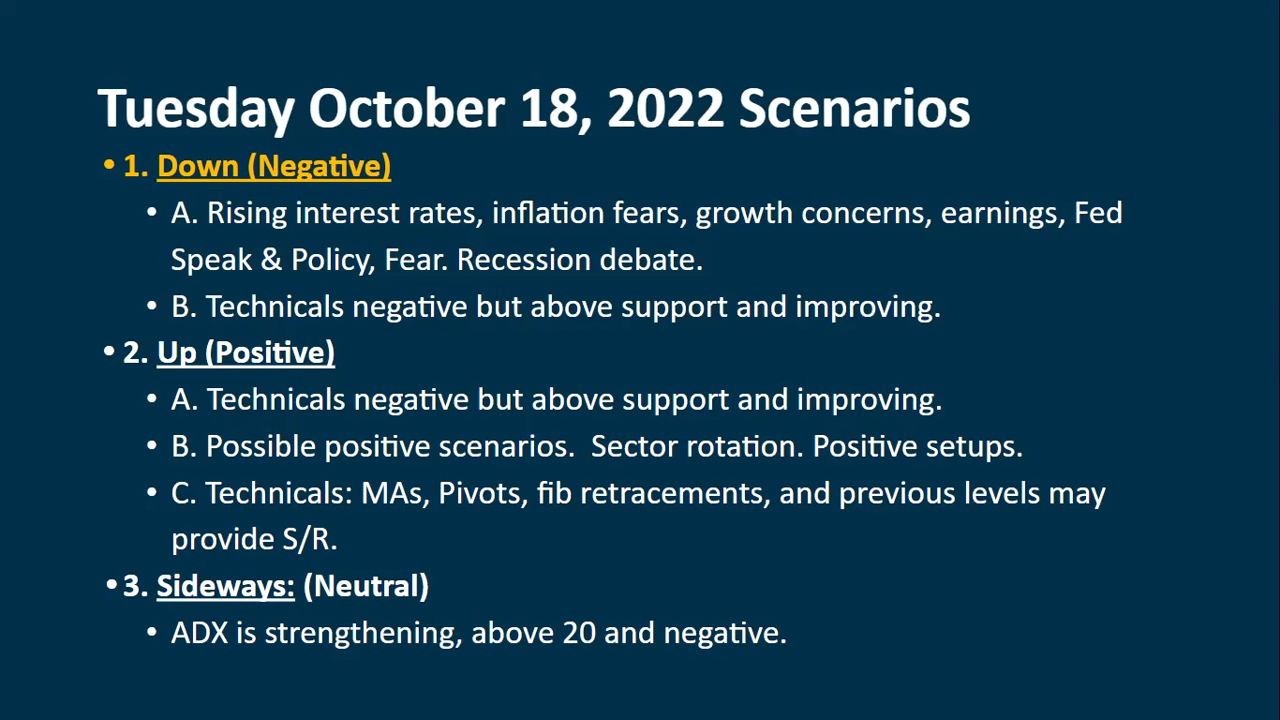 Tuesday October 18, 2022 Scenarios
• 1. Down (Negative)
• A. Rising interest rates, inflation fears, growth concerns, earnings, Fed
Speak & Policy, Fear. Recession debate.
• B. Technicals negative but above support and improving.
• 2. Up (Positive)
• A. Technicals negative but above support and improving.
• B. Possible positive scenarios.  Sector rotation. Positive setups.
• C. Technicals: MAs, Pivots, fib retracements, and previous levels may
provide S/R.
• 3. Sideways: (Neutral)
• ADX is strengthening, above 20 and negative.